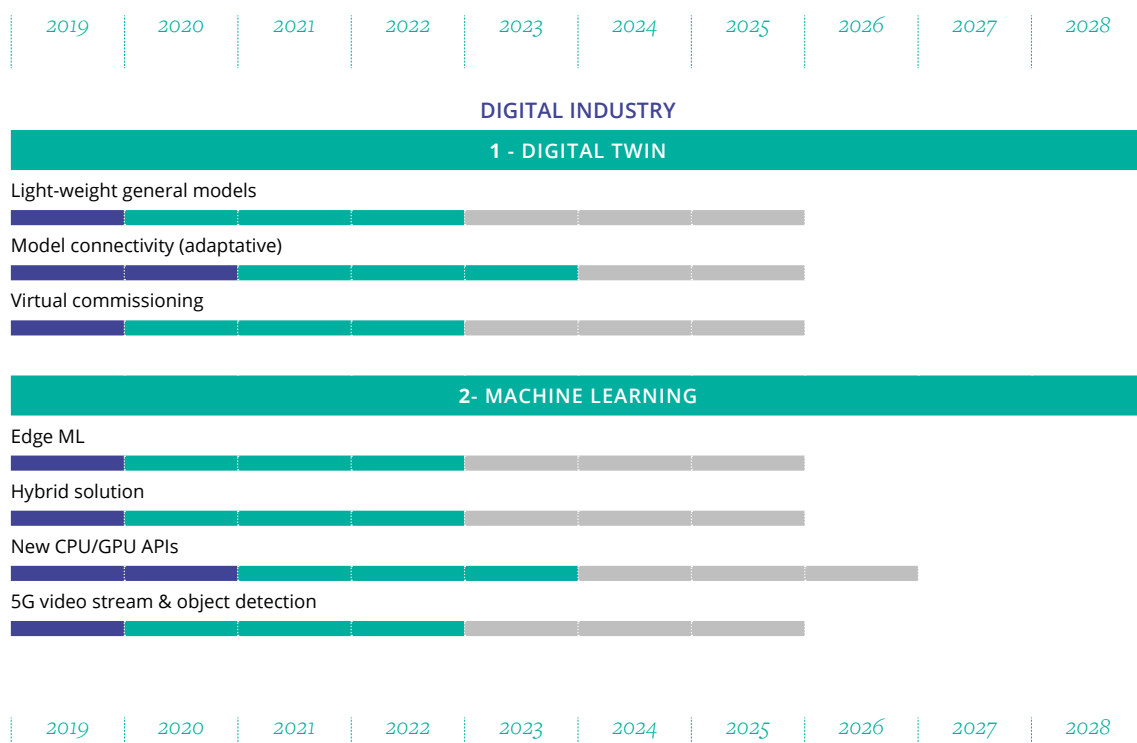 2019 2020 2021 2022 2023 2024 2025 2026 2027 2028
DIGITAL INDUSTRY
1 - DIGITAL TWIN
Light-weight general models
Model connectivity (adaptative)
Virtual commissioning
2- MACHINE LEARNING
Edge ML
Hybrid solution
New CPU/GPU APIs
5G video stream & object detection
2019 2020 2021 2022 2023 2024 2025 2026 2027 2028